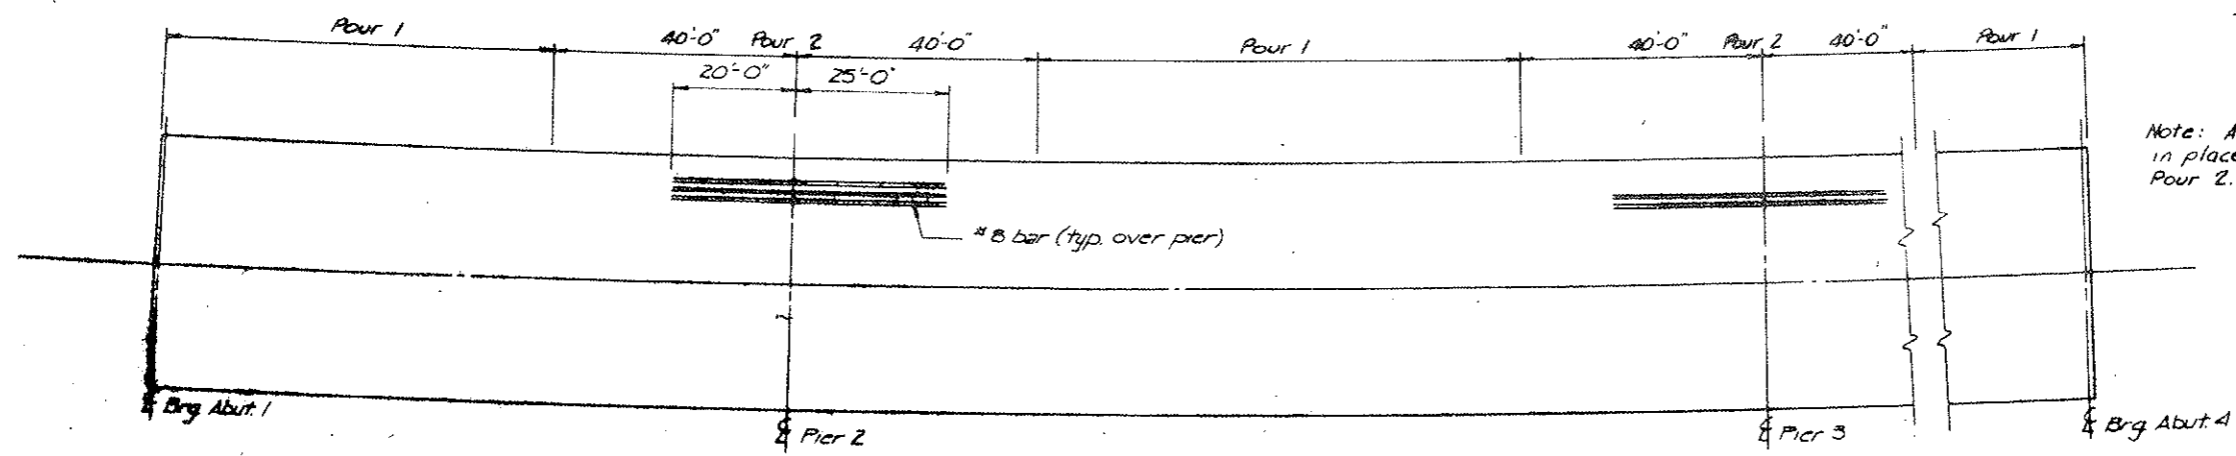 Pour 1
40'-0" Pour 2 40'-0"
Pour 1
40'-0" Pour 2 40'-0"
Pour 1
20'-0" 25'-0"
Note: A
in place
Pour 2.
#8 bar (typ. over pier)
℄ Brg Abut. 1
℄ Pier 2
℄ Pier 3
℄ Brg Abut. 4